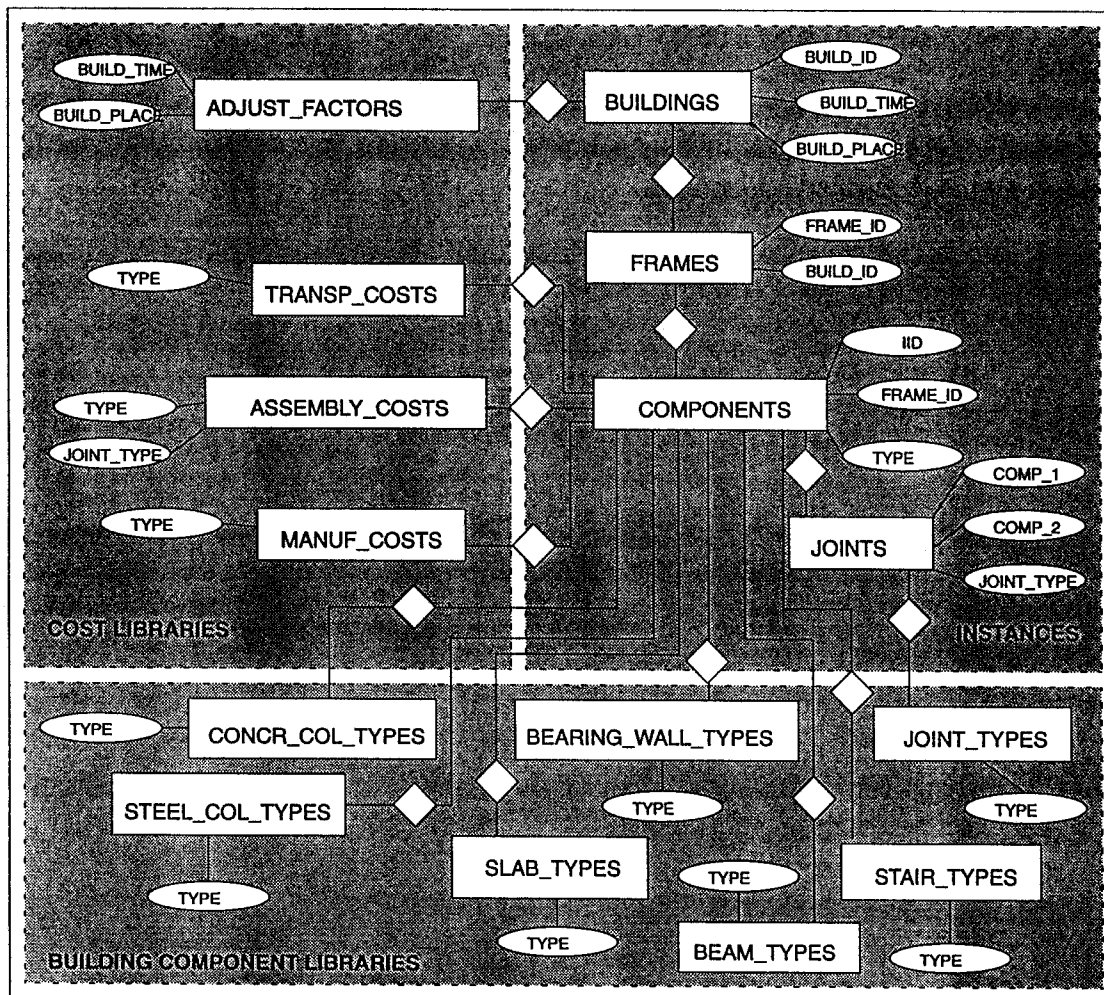 BUILD_TIME
BUILD_PLACE
ADJUST_FACTORS
BUILDINGS
BUILD_ID
BUILD_TIME
BUILD_PLACE
FRAMES
FRAME_ID
BUILD_ID
TYPE
TRANSP_COSTS
TYPE
JOINT_TYPE
ASSEMBLY_COSTS
COMPONENTS
IID
FRAME_ID
TYPE
TYPE
MANUF_COSTS
JOINTS
COMP_1
COMP_2
JOINT_TYPE
COST LIBRARIES
INSTANCES
TYPE
CONCR_COL_TYPES
BEARING_WALL_TYPES
JOINT_TYPES
STEEL_COL_TYPES
TYPE
TYPE
SLAB_TYPES
TYPE
STAIR_TYPES
TYPE
TYPE
BEAM_TYPES
TYPE
BUILDING COMPONENT LIBRARIES